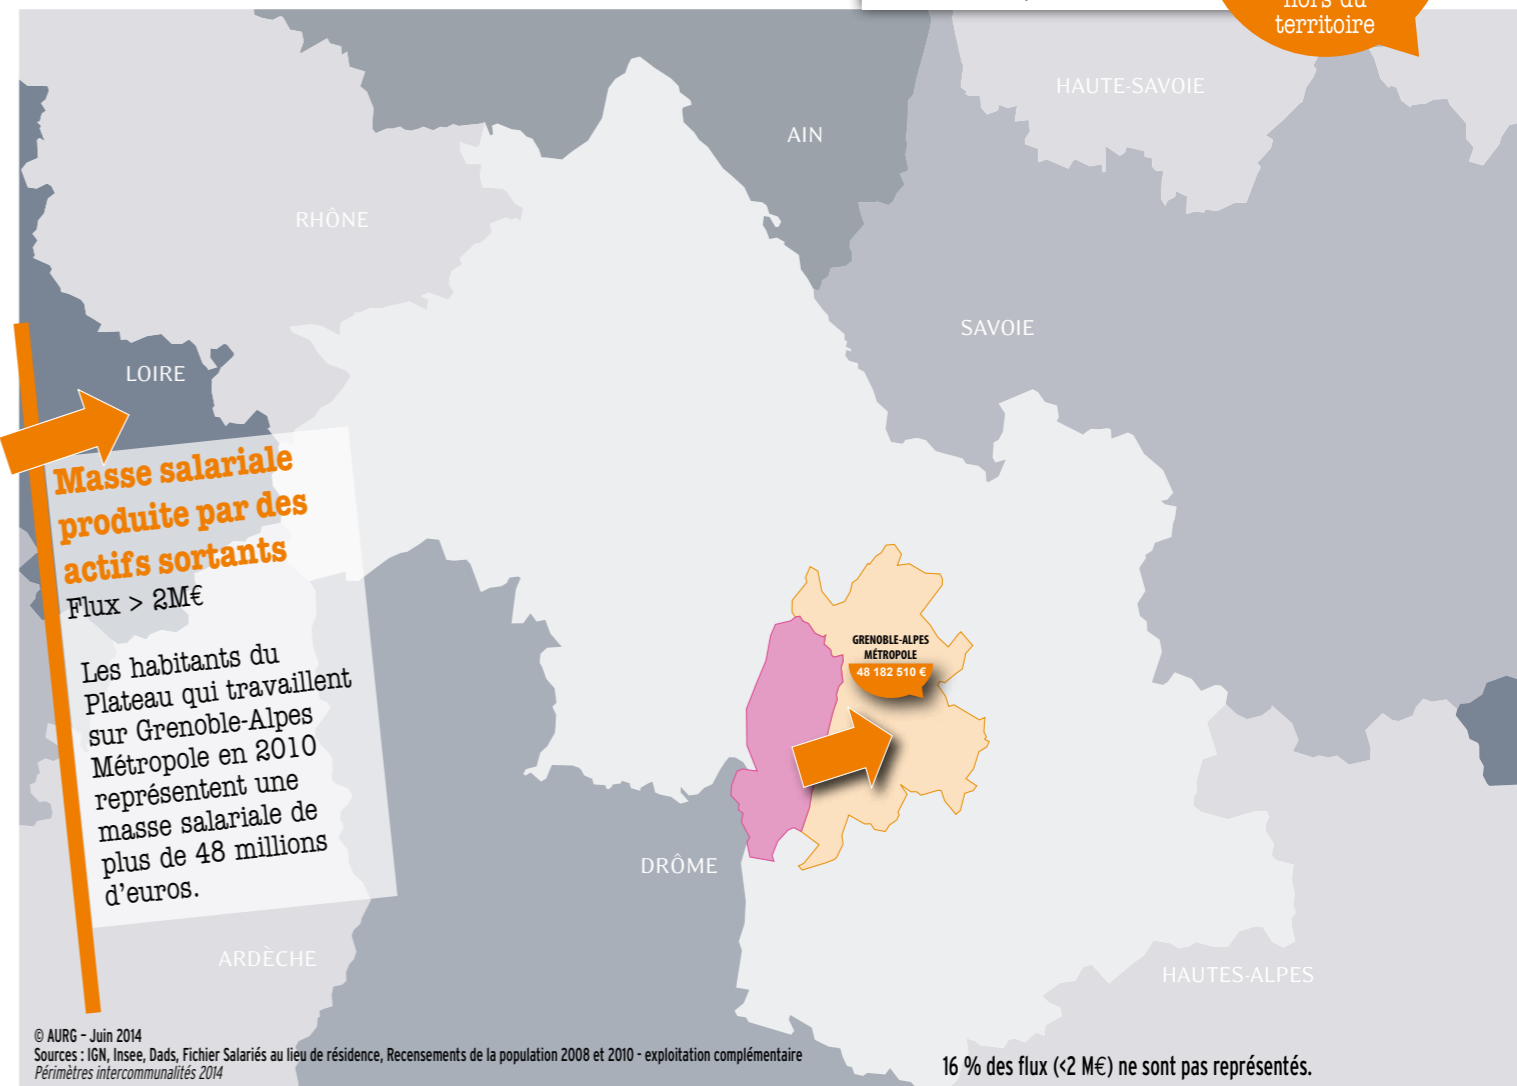 hors du
territoire
HAUTE-SAVOIE
AIN
RHÔNE
SAVOIE
LOIRE
Masse salariale
produite par des
actifs sortants
Flux > 2M€
Les habitants du
Plateau qui travaillent
sur Grenoble-Alpes
Métropole en 2010
représentent une
masse salariale de
plus de 48 millions
d'euros.
GRENOBLE-ALPES
MÉTROPOLE
48 182 510 €
DRÔME
ARDÈCHE
HAUTES-ALPES
© AURG – Juin 2014
Sources : IGN, Insee, Dads, Fichier Salariés au lieu de résidence, Recensements de la population 2008 et 2010 - exploitation complémentaire
Périmètres intercommunalités 2014
16 % des flux (<2 M€) ne sont pas représentés.